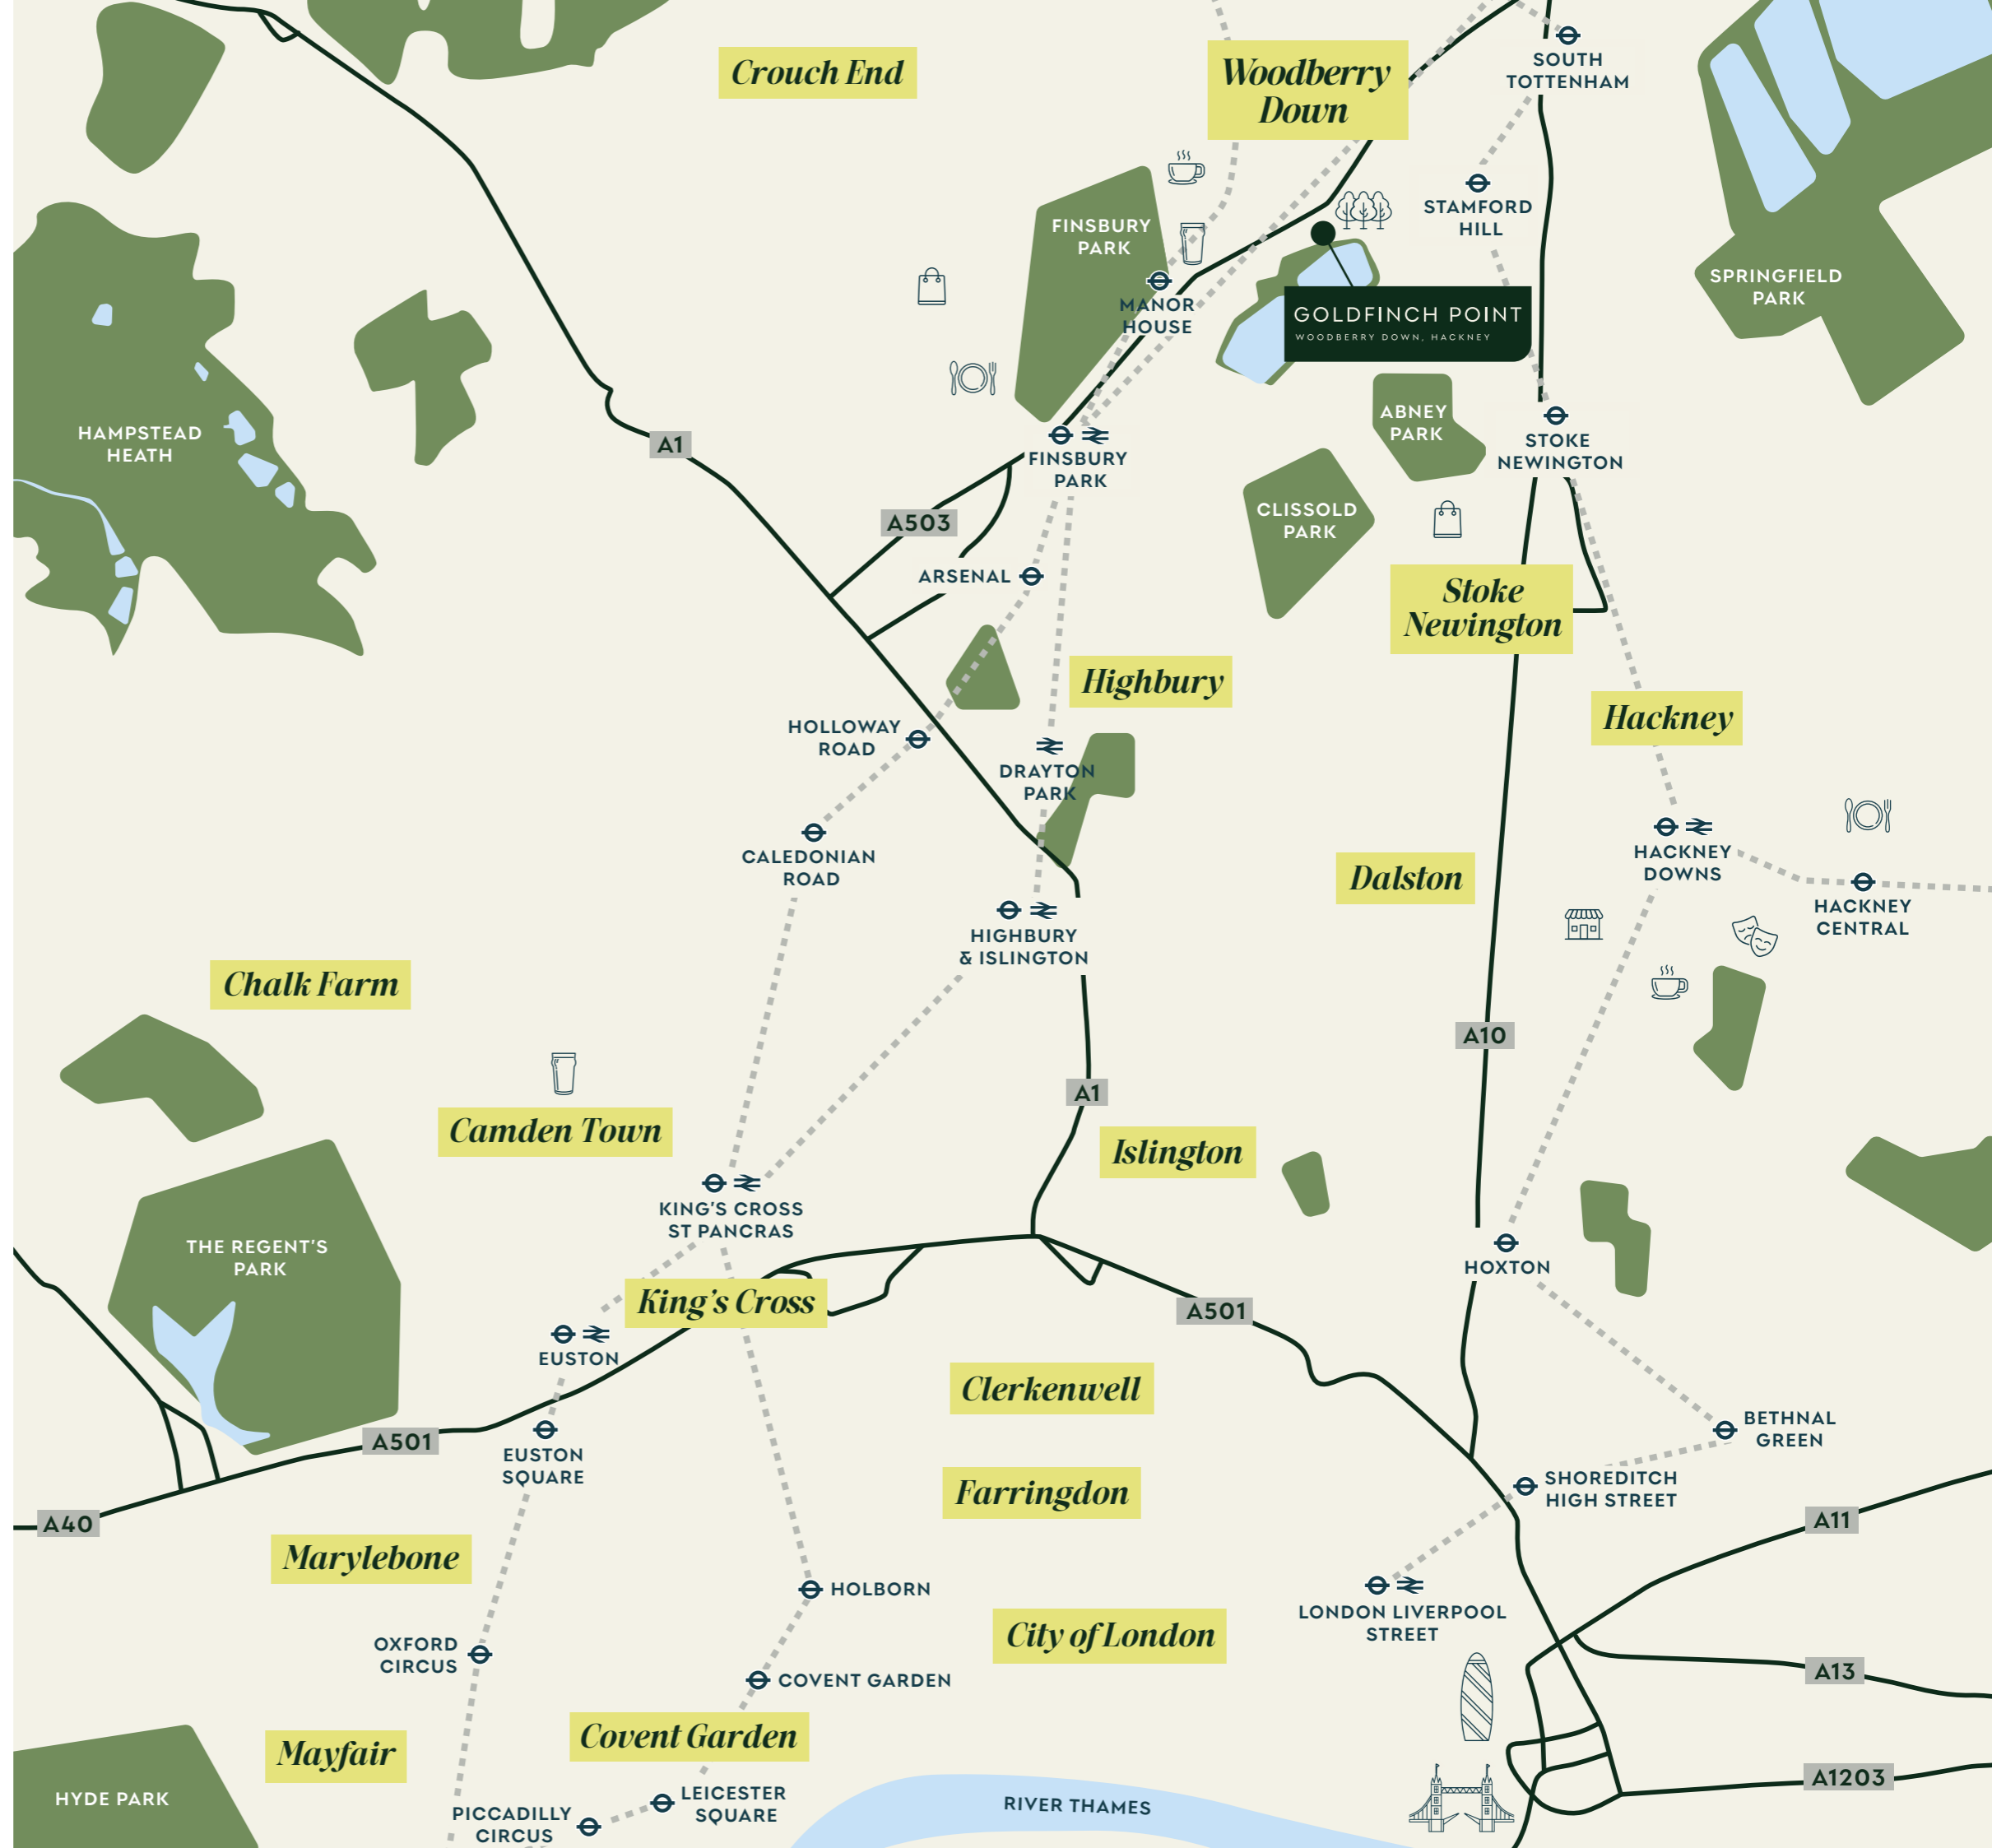 SOUTH
TOTTENHAM
Crouch End
Woodberry
Down
STAMFORD
HILL
FINSBURY
PARK
SPRINGFIELD
PARK
MANOR
HOUSE
GOLDFINCH POINT
WOODBERRY DOWN, HACKNEY
ABNEY
PARK
HAMPSTEAD
HEATH
A1
STOKE
NEWINGTON
FINSBURY
PARK
CLISSOLD
PARK
A503
ARSENAL
Stoke
Newington
Highbury
Hackney
HOLLOWAY
ROAD
DRAYTON
PARK
CALEDONIAN
ROAD
HACKNEY
DOWNS
Dalston
HACKNEY
CENTRAL
HIGHBURY
& ISLINGTON
Chalk Farm
A10
A1
Camden Town
Islington
KING'S CROSS
ST PANCRAS
THE REGENT'S
PARK
HOXTON
King's Cross
A501
EUSTON
Clerkenwell
A501
BETHNAL
GREEN
EUSTON
SQUARE
Farringdon
SHOREDITCH
HIGH STREET
A40
A11
Marylebone
HOLBORN
LONDON LIVERPOOL
STREET
City of London
OXFORD
CIRCUS
A13
COVENT GARDEN
Covent Garden
Mayfair
A1203
HYDE PARK
LEICESTER
SQUARE
RIVER THAMES
PICCADILLY
CIRCUS